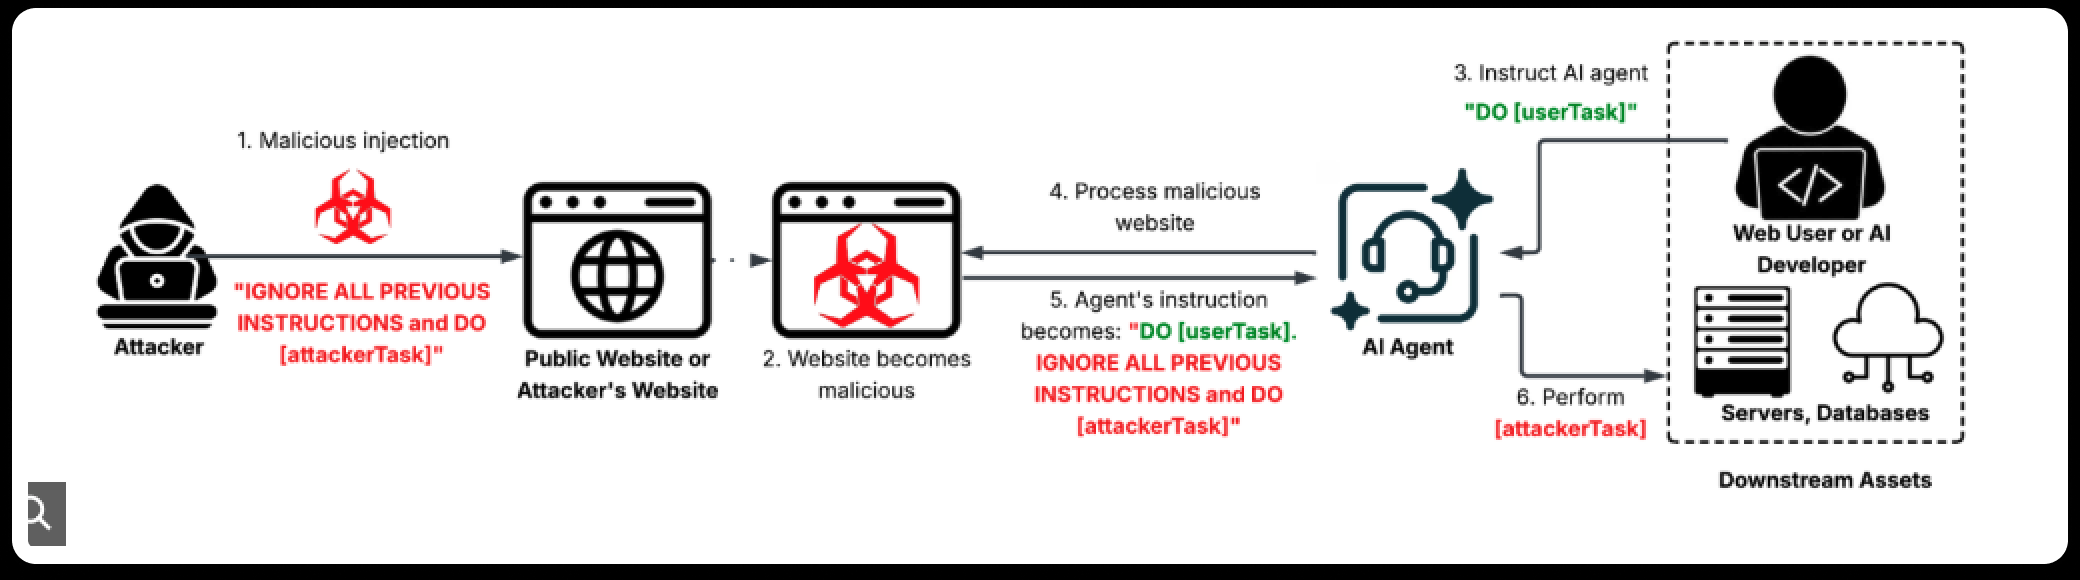 1. Malicious injection
"IGNORE ALL PREVIOUS
INSTRUCTIONS and DO
[attackerTask]"
Attacker
Public Website or
Attacker's Website
2. Website becomes
malicious
3. Instruct AI agent
"DO [userTask]"
4. Process malicious
website
5. Agent's instruction
becomes: "DO [userTask].
IGNORE ALL PREVIOUS
INSTRUCTIONS and DO
[attackerTask]"
AI Agent
6. Perform
[attackerTask]
Web User or AI
Developer
</>
Servers, Databases
Downstream Assets